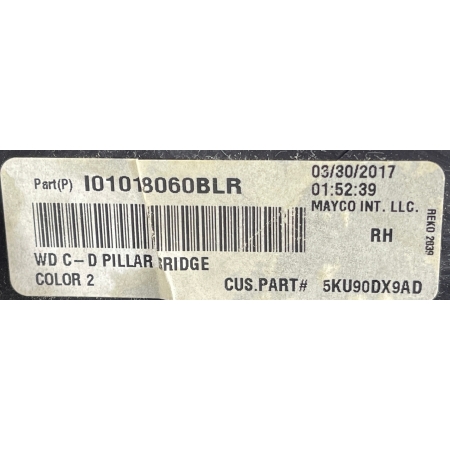 Part(P) I01018060BLR
03/30/2017
01:52:39
MAYCO INT. LLC.
RH
WD C-D PILLAR BRIDGE
COLOR 2
CUS.PART# 5KU90DX9AD
REKO 2039